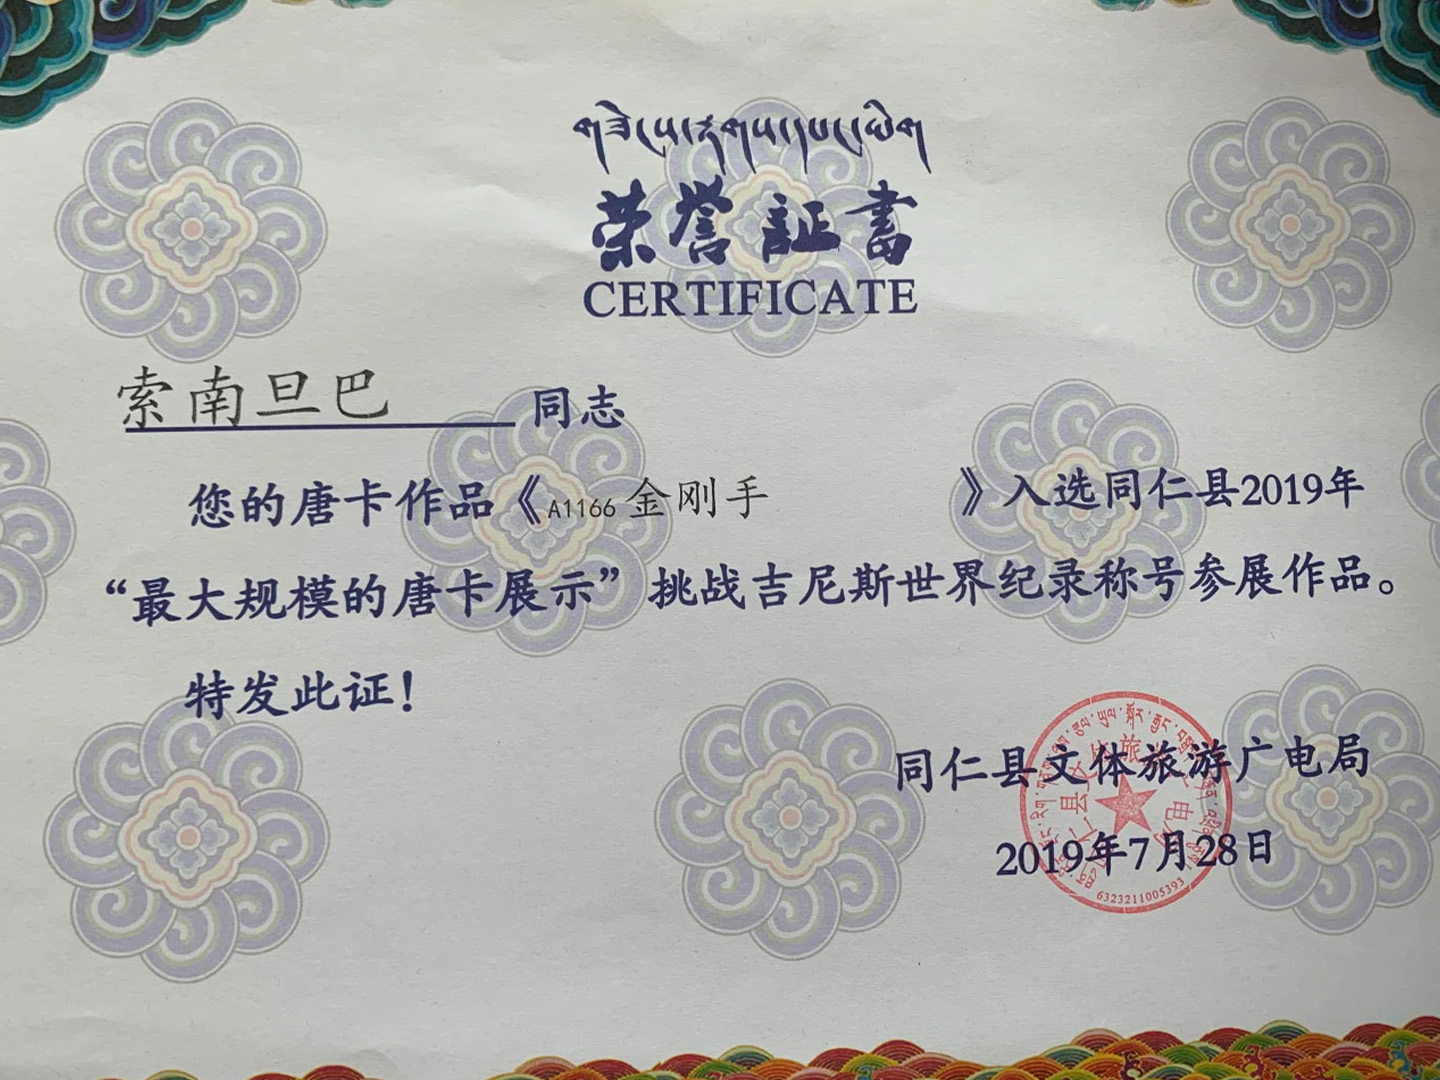 གཟི་བརྗིད་དཔང་ཡིག
荣誉証書
CERTIFICATE
索南旦巴 同志
您的唐卡作品《A1166 金刚手 》入选同仁县2019年
“最大规模的唐卡展示”挑战吉尼斯世界纪录称号参展作品。
特发此证！
同仁县文体旅游广电局
2019年7月28日
6323211005393